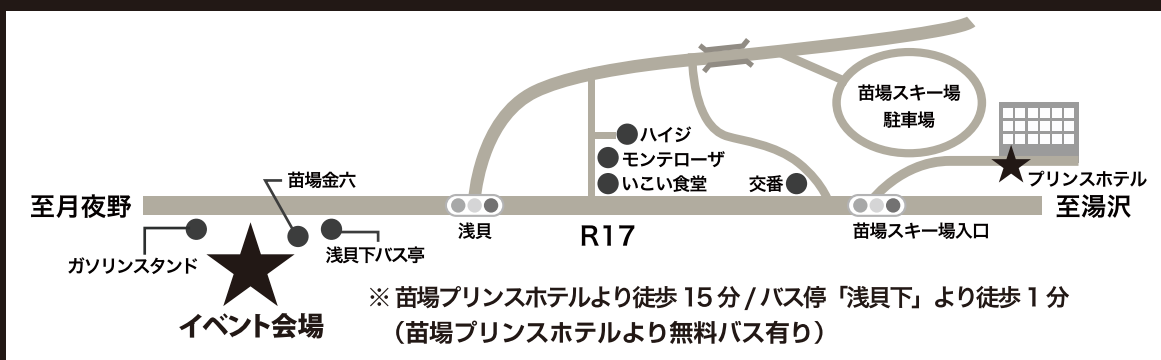 苗場スキー場
駐車場
ハイジ
モンテローザ
いこい食堂
交番
プリンスホテル
苗場金六
至月夜野
至湯沢
浅貝
R17
苗場スキー場入口
ガソリンスタンド
浅貝下バス亭
イベント会場
※ 苗場プリンスホテルより徒歩 15 分 / バス停「浅貝下」より徒歩 1 分
（苗場プリンスホテルより無料バス有り）